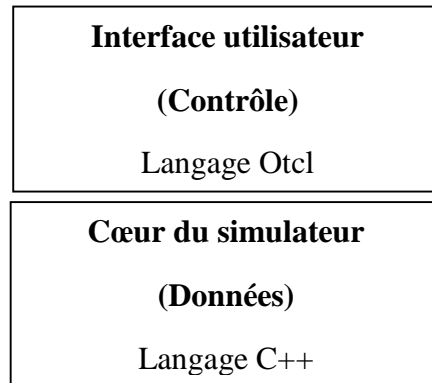 Interface utilisateur
(Contrôle)
Langage Otcl
Cœur du simulateur
(Données)
Langage C++